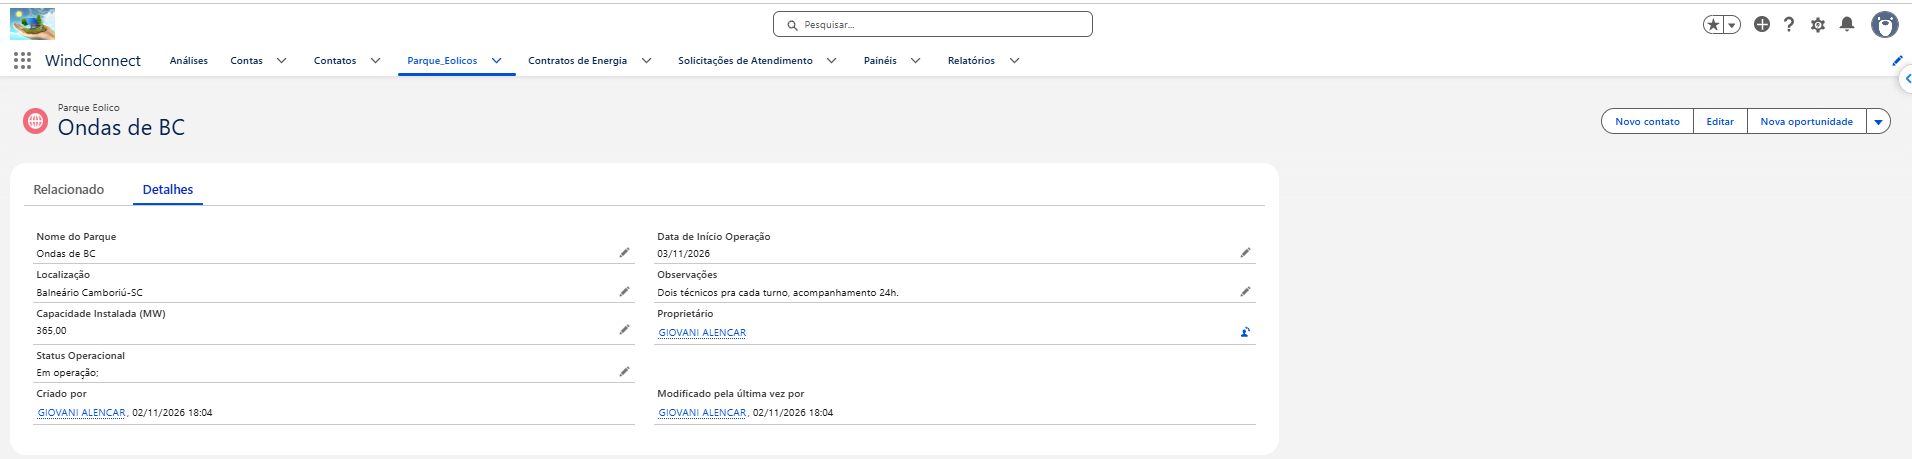 Pesquisar...
WindConnect
Análises
Contas
Contatos
Parque_Eolicos
Contratos de Energia
Solicitações de Atendimento
Painéis
Relatórios
Parque Eolico
Ondas de BC
Novo contato
Editar
Nova oportunidade
Relacionado
Detalhes
Nome do Parque
Ondas de BC
Data de Início Operação
03/11/2026
Localização
Balneário Camboriú-SC
Observações
Dois técnicos pra cada turno, acompanhamento 24h.
Capacidade Instalada (MW)
365,00
Proprietário
GIOVANI ALENCAR
Status Operacional
Em operação;
Criado por
GIOVANI ALENCAR, 02/11/2026 18:04
Modificado pela última vez por
GIOVANI ALENCAR, 02/11/2026 18:04